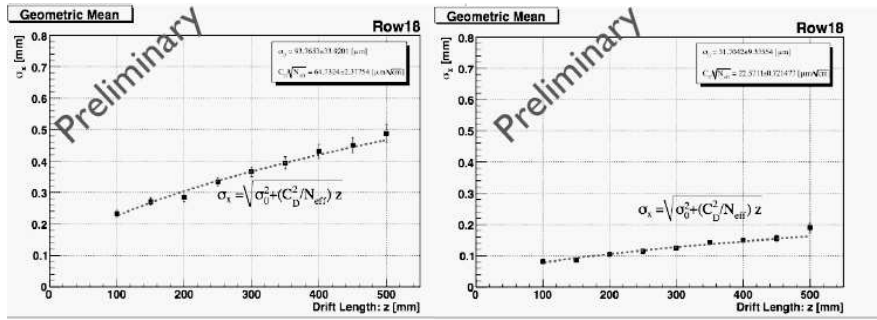 Geometric Mean
Row18
σx [mm]
0.8
0.7
0.6
0.5
0.4
0.3
0.2
0.1
0
0 100 200 300 400 500
Drift Length: z [mm]
Preliminary
σx = √σ0²+(CD²/Neff) z
Geometric Mean
Row18
σx [mm]
0.8
0.7
0.6
0.5
0.4
0.3
0.2
0.1
0
0 100 200 300 400 500
Drift Length: z [mm]
Preliminary
σx = √σ0²+(CD²/Neff) z